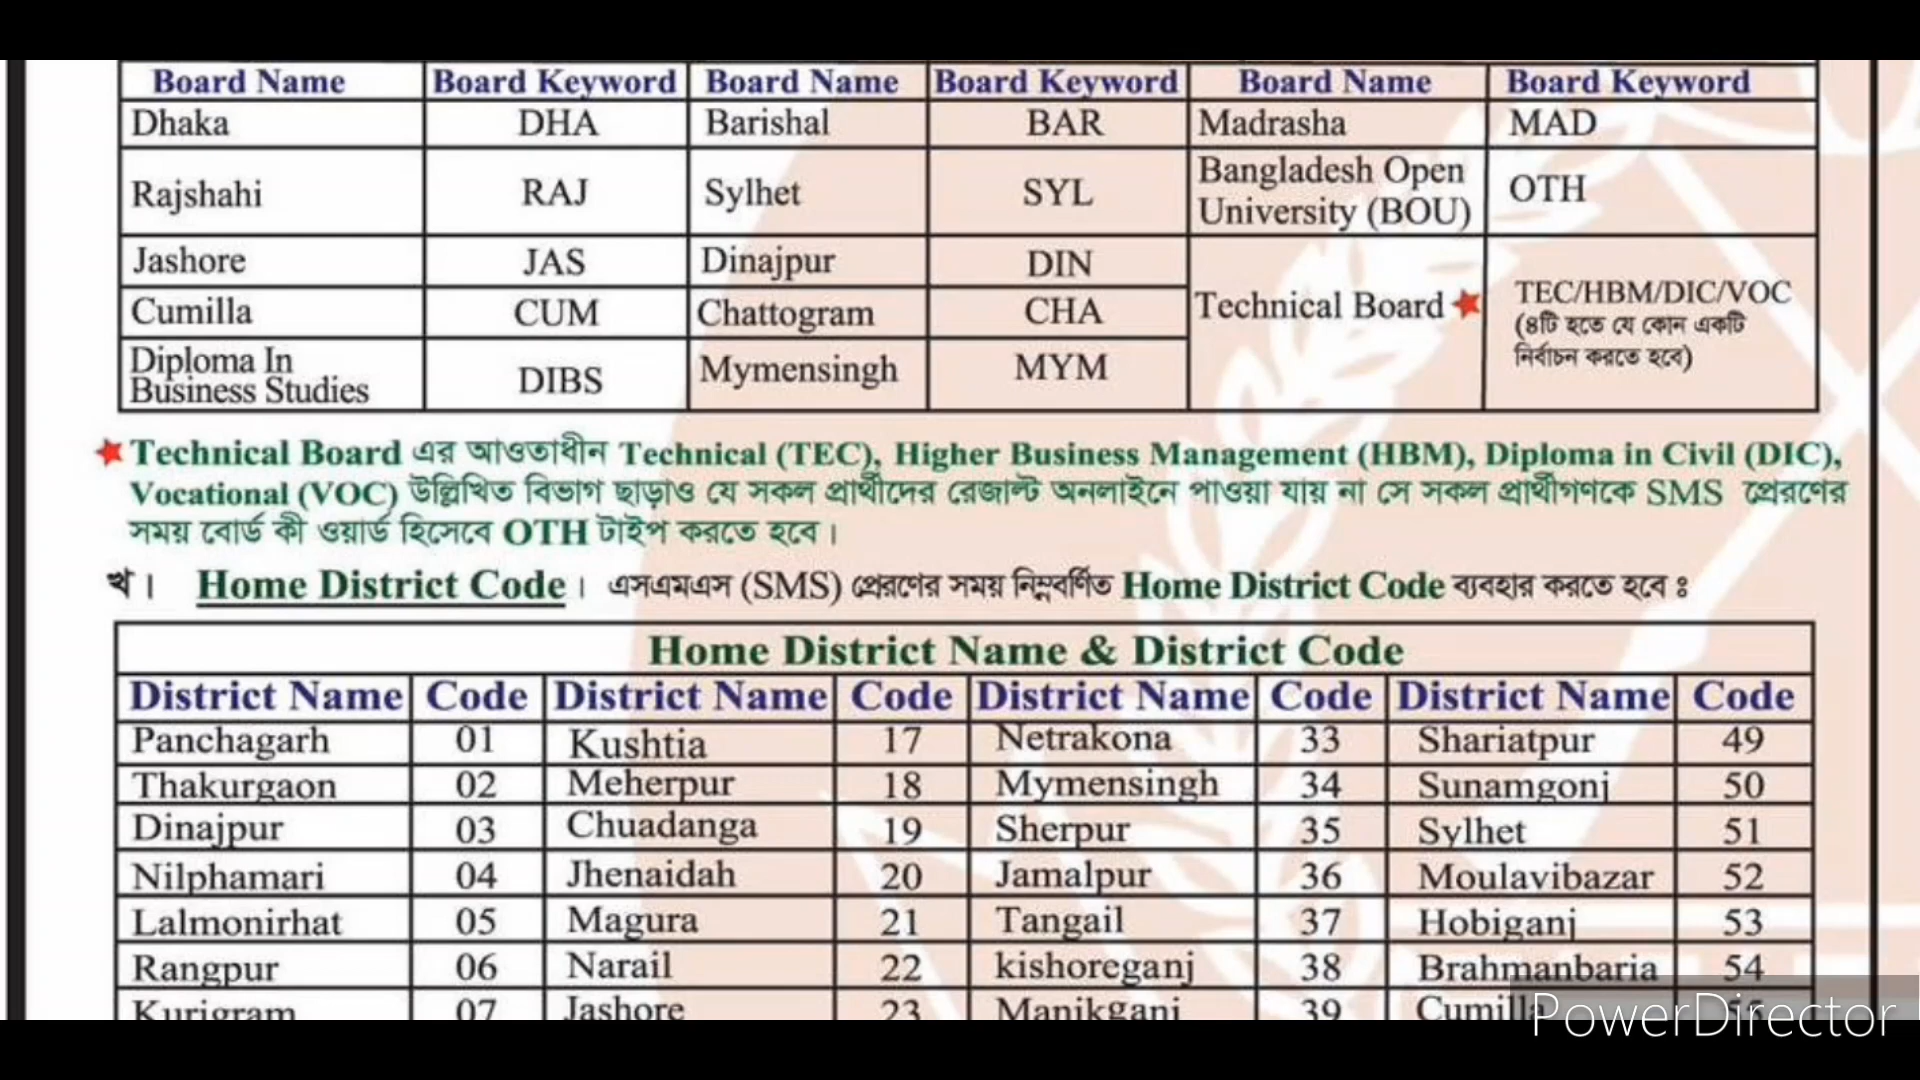 Board Name Board Keyword Board Name Board Keyword Board Name Board Keyword
Dhaka DHA Barishal BAR Madrasha MAD
Rajshahi RAJ Sylhet SYL Bangladesh Open University (BOU) OTH
Jashore JAS Dinajpur DIN Technical Board TEC/HBM/DIC/VOC
(৪টি হতে যে কোন একটি
নির্বাচন করতে হবে)
Cumilla CUM Chattogram CHA
Diploma In Business Studies DIBS Mymensingh MYM
Technical Board এর আওতাধীন Technical (TEC), Higher Business Management (HBM), Diploma in Civil (DIC),
Vocational (VOC) উল্লিখিত বিভাগ ছাড়াও যে সকল প্রার্থীদের রেজাল্ট অনলাইনে পাওয়া যায় না সে সকল প্রার্থীগণকে SMS প্রেরণের
সময় বোর্ড কী ওয়ার্ড হিসেবে OTH টাইপ করতে হবে।
খ। Home District Code। এসএমএস (SMS) প্রেরণের সময় নিম্নবর্ণিত Home District Code ব্যবহার করতে হবে ঃ
Home District Name & District Code
District Name Code District Name Code District Name Code District Name Code
Panchagarh 01 Kushtia 17 Netrakona 33 Shariatpur 49
Thakurgaon 02 Meherpur 18 Mymensingh 34 Sunamgonj 50
Dinajpur 03 Chuadanga 19 Sherpur 35 Sylhet 51
Nilphamari 04 Jhenaidah 20 Jamalpur 36 Moulavibazar 52
Lalmonirhat 05 Magura 21 Tangail 37 Hobiganj 53
Rangpur 06 Narail 22 kishoreganj 38 Brahmanbaria 54
Kurigram 07 Jashore 23 Manikganj 39 Cumilla 55
PowerDirector